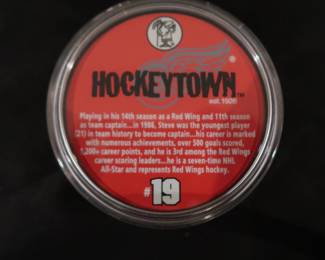 HOCKEYTOWN™
®
est. 1926
Playing in his 14th season as a Red Wing and 11th season
as team captain...in 1986, Steve was the youngest player
(21) in team history to become captain...his career is marked
with numerous achievements, over 500 goals scored,
1,200+ career points, and he is 3rd among the Red Wings
career scoring leaders...he is a seven-time NHL
All-Star and represents Red Wings hockey.
#19